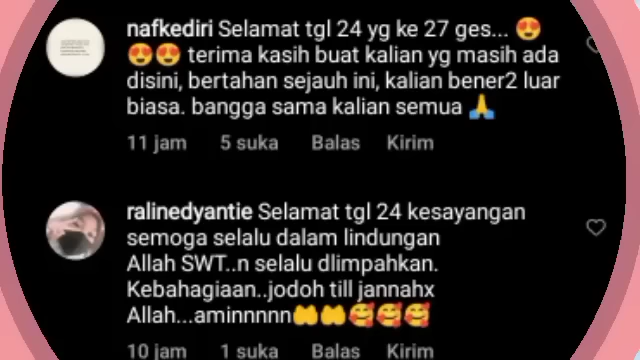 nafkediri Selamat tgl 24 yg ke 27 ges... 😍
😍😍 terima kasih buat kalian yg masih ada
disini, bertahan sejauh ini, kalian bener2 luar
biasa. bangga sama kalian semua 🙏
11 jam 5 suka Balas Kirim
ralinedyantie Selamat tgl 24 kesayangan
semoga selalu dalam lindungan
Allah SWT..n selalu dlimpahkan.
Kebahagiaan..jodoh till jannahx
Allah...aminnnnn🤲🤲🥰🥰🥰
10 jam 1 suka Balas Kirim